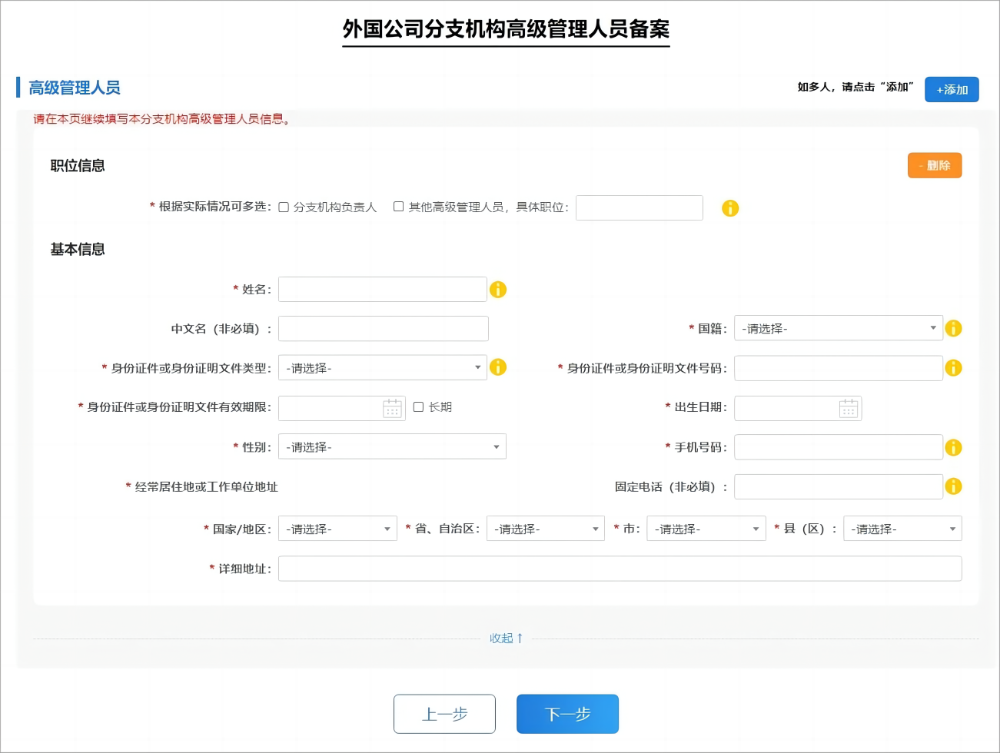 外国公司分支机构高级管理人员备案
高级管理人员
如多人，请点击“添加”
+添加
请在本页继续填写本分支机构高级管理人员信息。
职位信息
- 删除
* 根据实际情况可多选： 分支机构负责人 其他高级管理人员，具体职位：
基本信息
* 姓名：
中文名（非必填）：
* 国籍： -请选择-
* 身份证件或身份证明文件类型： -请选择-
* 身份证件或身份证明文件号码：
* 身份证件或身份证明文件有效期限： 长期
* 出生日期：
* 性别： -请选择-
* 手机号码：
* 经常居住地或工作单位地址
固定电话（非必填）：
* 国家/地区： -请选择- * 省、自治区： -请选择- * 市： -请选择- * 县（区）： -请选择-
* 详细地址：
收起↑
上一步
下一步